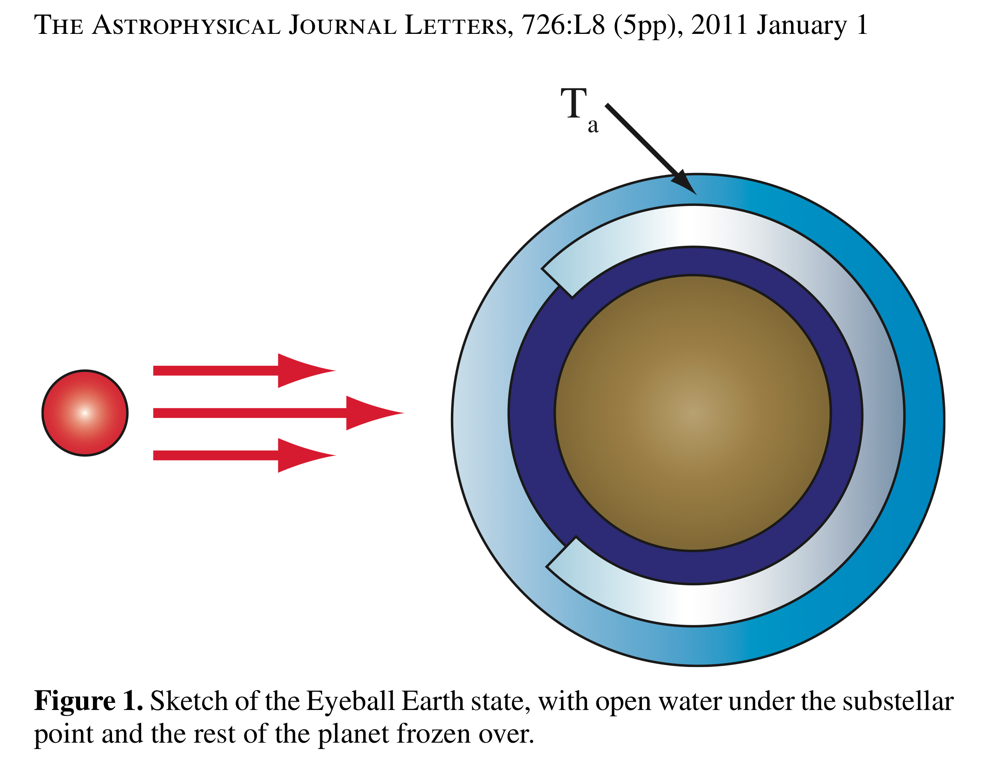 THE ASTROPHYSICAL JOURNAL LETTERS, 726:L8 (5pp), 2011 January 1
Ta
Figure 1. Sketch of the Eyeball Earth state, with open water under the substellar
point and the rest of the planet frozen over.